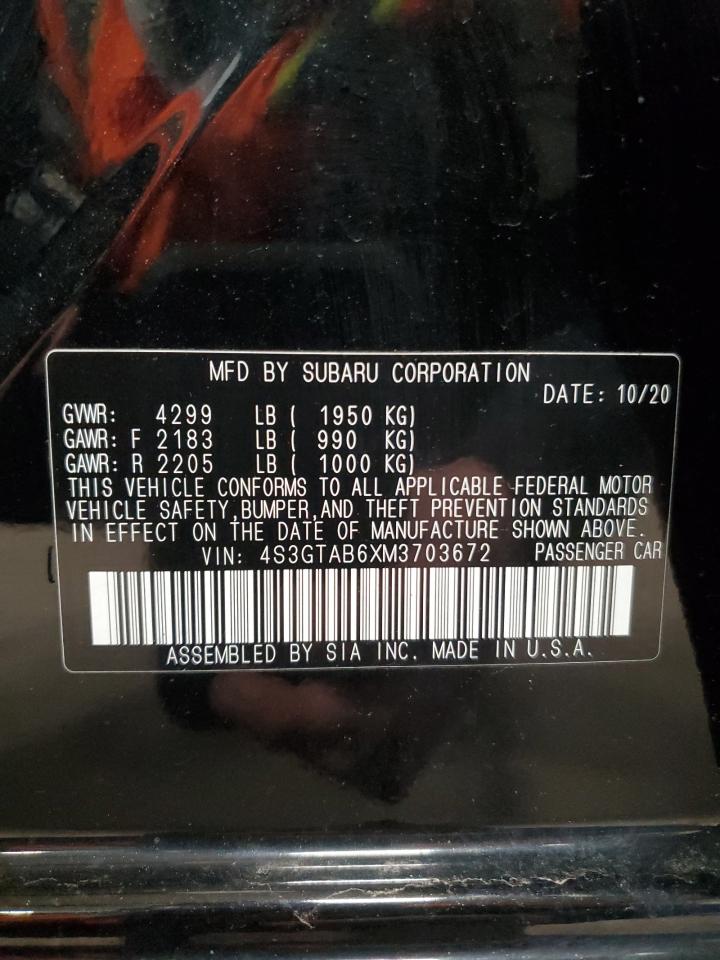 MFD BY SUBARU CORPORATION
DATE: 10/20
GVWR: 4299 LB ( 1950 KG)
GAWR: F 2183 LB ( 990 KG)
GAWR: R 2205 LB ( 1000 KG)
THIS VEHICLE CONFORMS TO ALL APPLICABLE FEDERAL MOTOR
VEHICLE SAFETY,BUMPER,AND THEFT PREVENTION STANDARDS
IN EFFECT ON THE DATE OF MANUFACTURE SHOWN ABOVE.
VIN: 4S3GTAB6XM3703672 PASSENGER CAR
ASSEMBLED BY SIA INC. MADE IN U.S.A.